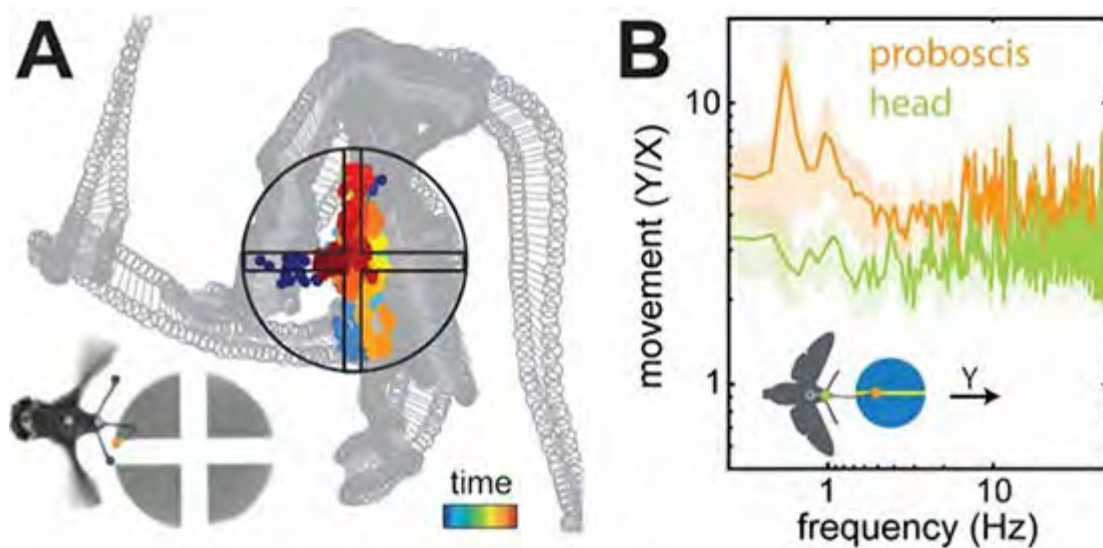 A
time
B
proboscis
head
10
1
movement (Y/X)
Y
1
10
frequency (Hz)